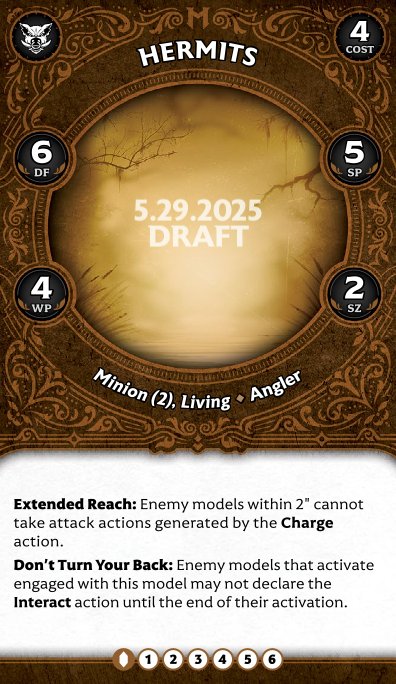 M
HERMITS
4
COST
6
DF
5
SP
5.29.2025
DRAFT
4
WP
2
SZ
Minion (2), Living ♦ Angler
Extended Reach: Enemy models within 2" cannot
take attack actions generated by the Charge
action.
Don't Turn Your Back: Enemy models that activate
engaged with this model may not declare the
Interact action until the end of their activation.
1 2 3 4 5 6